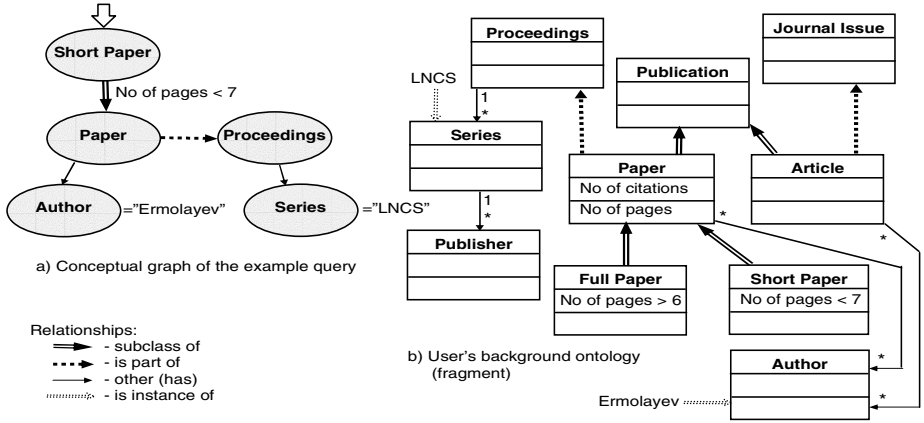 Short Paper
No of pages < 7
Paper
Proceedings
Author
="Ermolayev"
Series
="LNCS"
a) Conceptual graph of the example query
Relationships:
- subclass of
- is part of
- other (has)
- is instance of
Proceedings
Journal Issue
Publication
LNCS
1
*
Series
Paper
No of citations
No of pages
Article
1
*
*
*
Publisher
Full Paper
No of pages > 6
Short Paper
No of pages < 7
b) User's background ontology
(fragment)
Author
*
*
Ermolayev